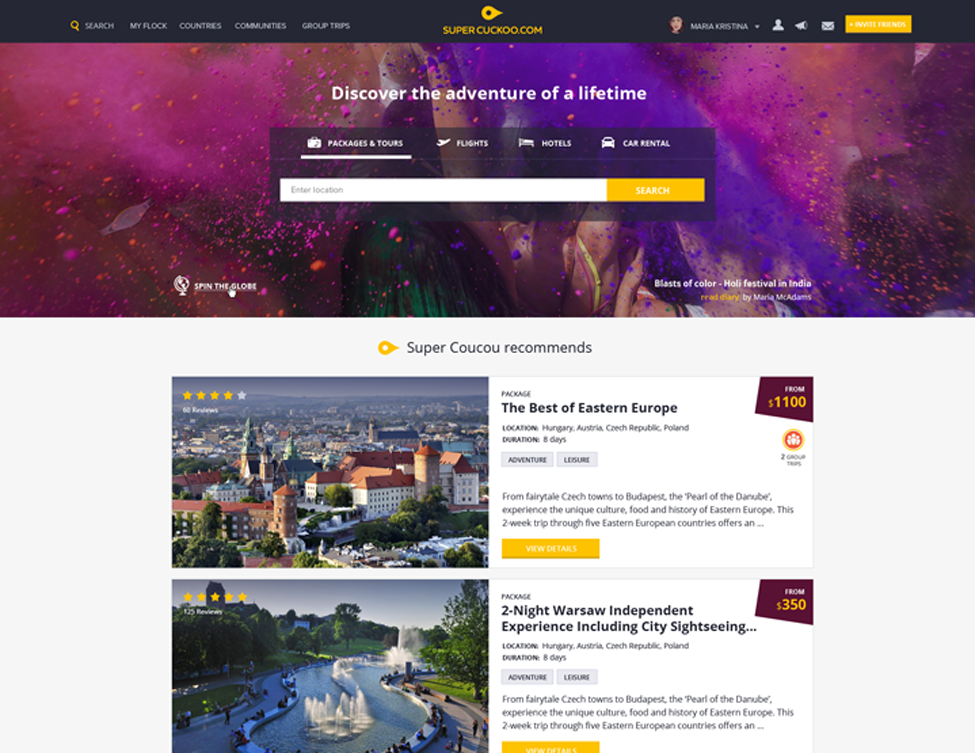 SEARCH MY FLOCK COUNTRIES COMMUNITIES GROUP TRIPS
SUPER CUCKOO.COM
MARIA KRISTINA
+ INVITE FRIENDS
Discover the adventure of a lifetime
PACKAGES & TOURS FLIGHTS HOTELS CAR RENTAL
Enter location SEARCH
SPIN THE GLOBE
Blasts of color - Holi festival in India
read diary by Maria McAdams
Super Coucou recommends
60 Reviews
PACKAGE
The Best of Eastern Europe
LOCATION: Hungary, Austria, Czech Republic, Poland
DURATION: 8 days
ADVENTURE LEISURE
FROM
$1100
2 GROUP
TRIPS
From fairytale Czech towns to Budapest, the 'Pearl of the Danube',
experience the unique culture, food and history of Eastern Europe. This
2-week trip through five Eastern European countries offers an ...
VIEW DETAILS
125 Reviews
PACKAGE
2-Night Warsaw Independent
Experience Including City Sightseeing...
LOCATION: Hungary, Austria, Czech Republic, Poland
DURATION: 8 days
ADVENTURE LEISURE
FROM
$350
From fairytale Czech towns to Budapest, the 'Pearl of the Danube',
experience the unique culture, food and history of Eastern Europe. This
2-week trip through five Eastern European countries offers an ...
VIEW DETAILS